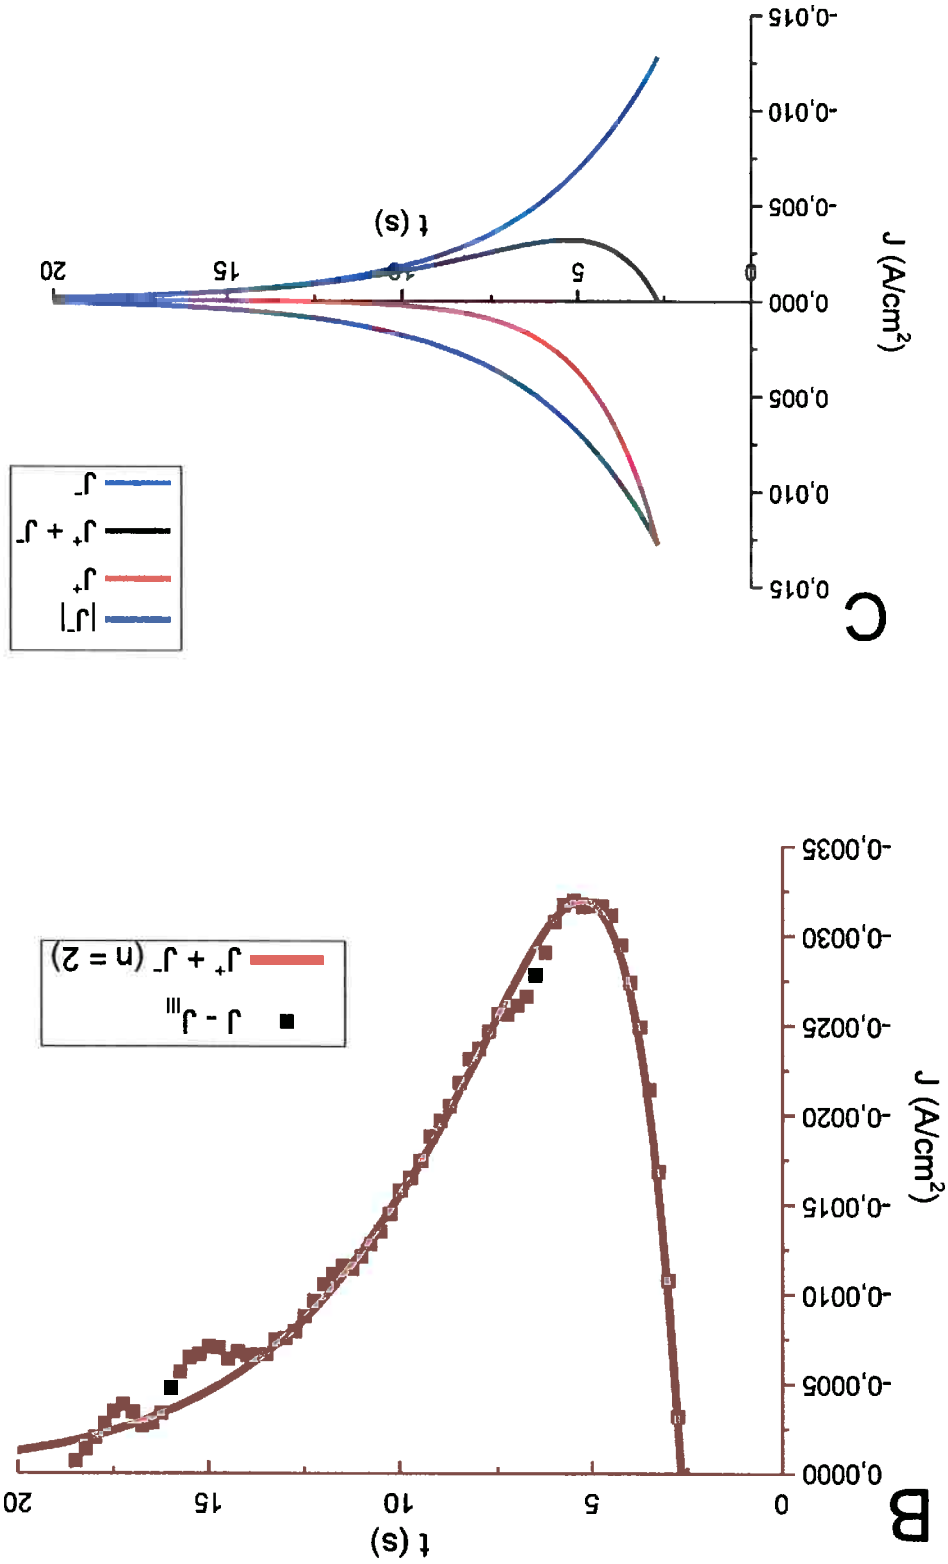 B
t (s)
0 5 10 15 20
0,0000
-0,0005
-0,0010
-0,0015
-0,0020
-0,0025
-0,0030
-0,0035
J (A/cm²)
J - J_III
J⁺ + J⁻ (n = 2)
C
0,015
0,010
0,005
0,000
-0,005
-0,010
-0,015
J (A/cm²)
|J⁻|
J⁺
J⁺ + J⁻
J⁻
0 5 10 15 20
t (s)